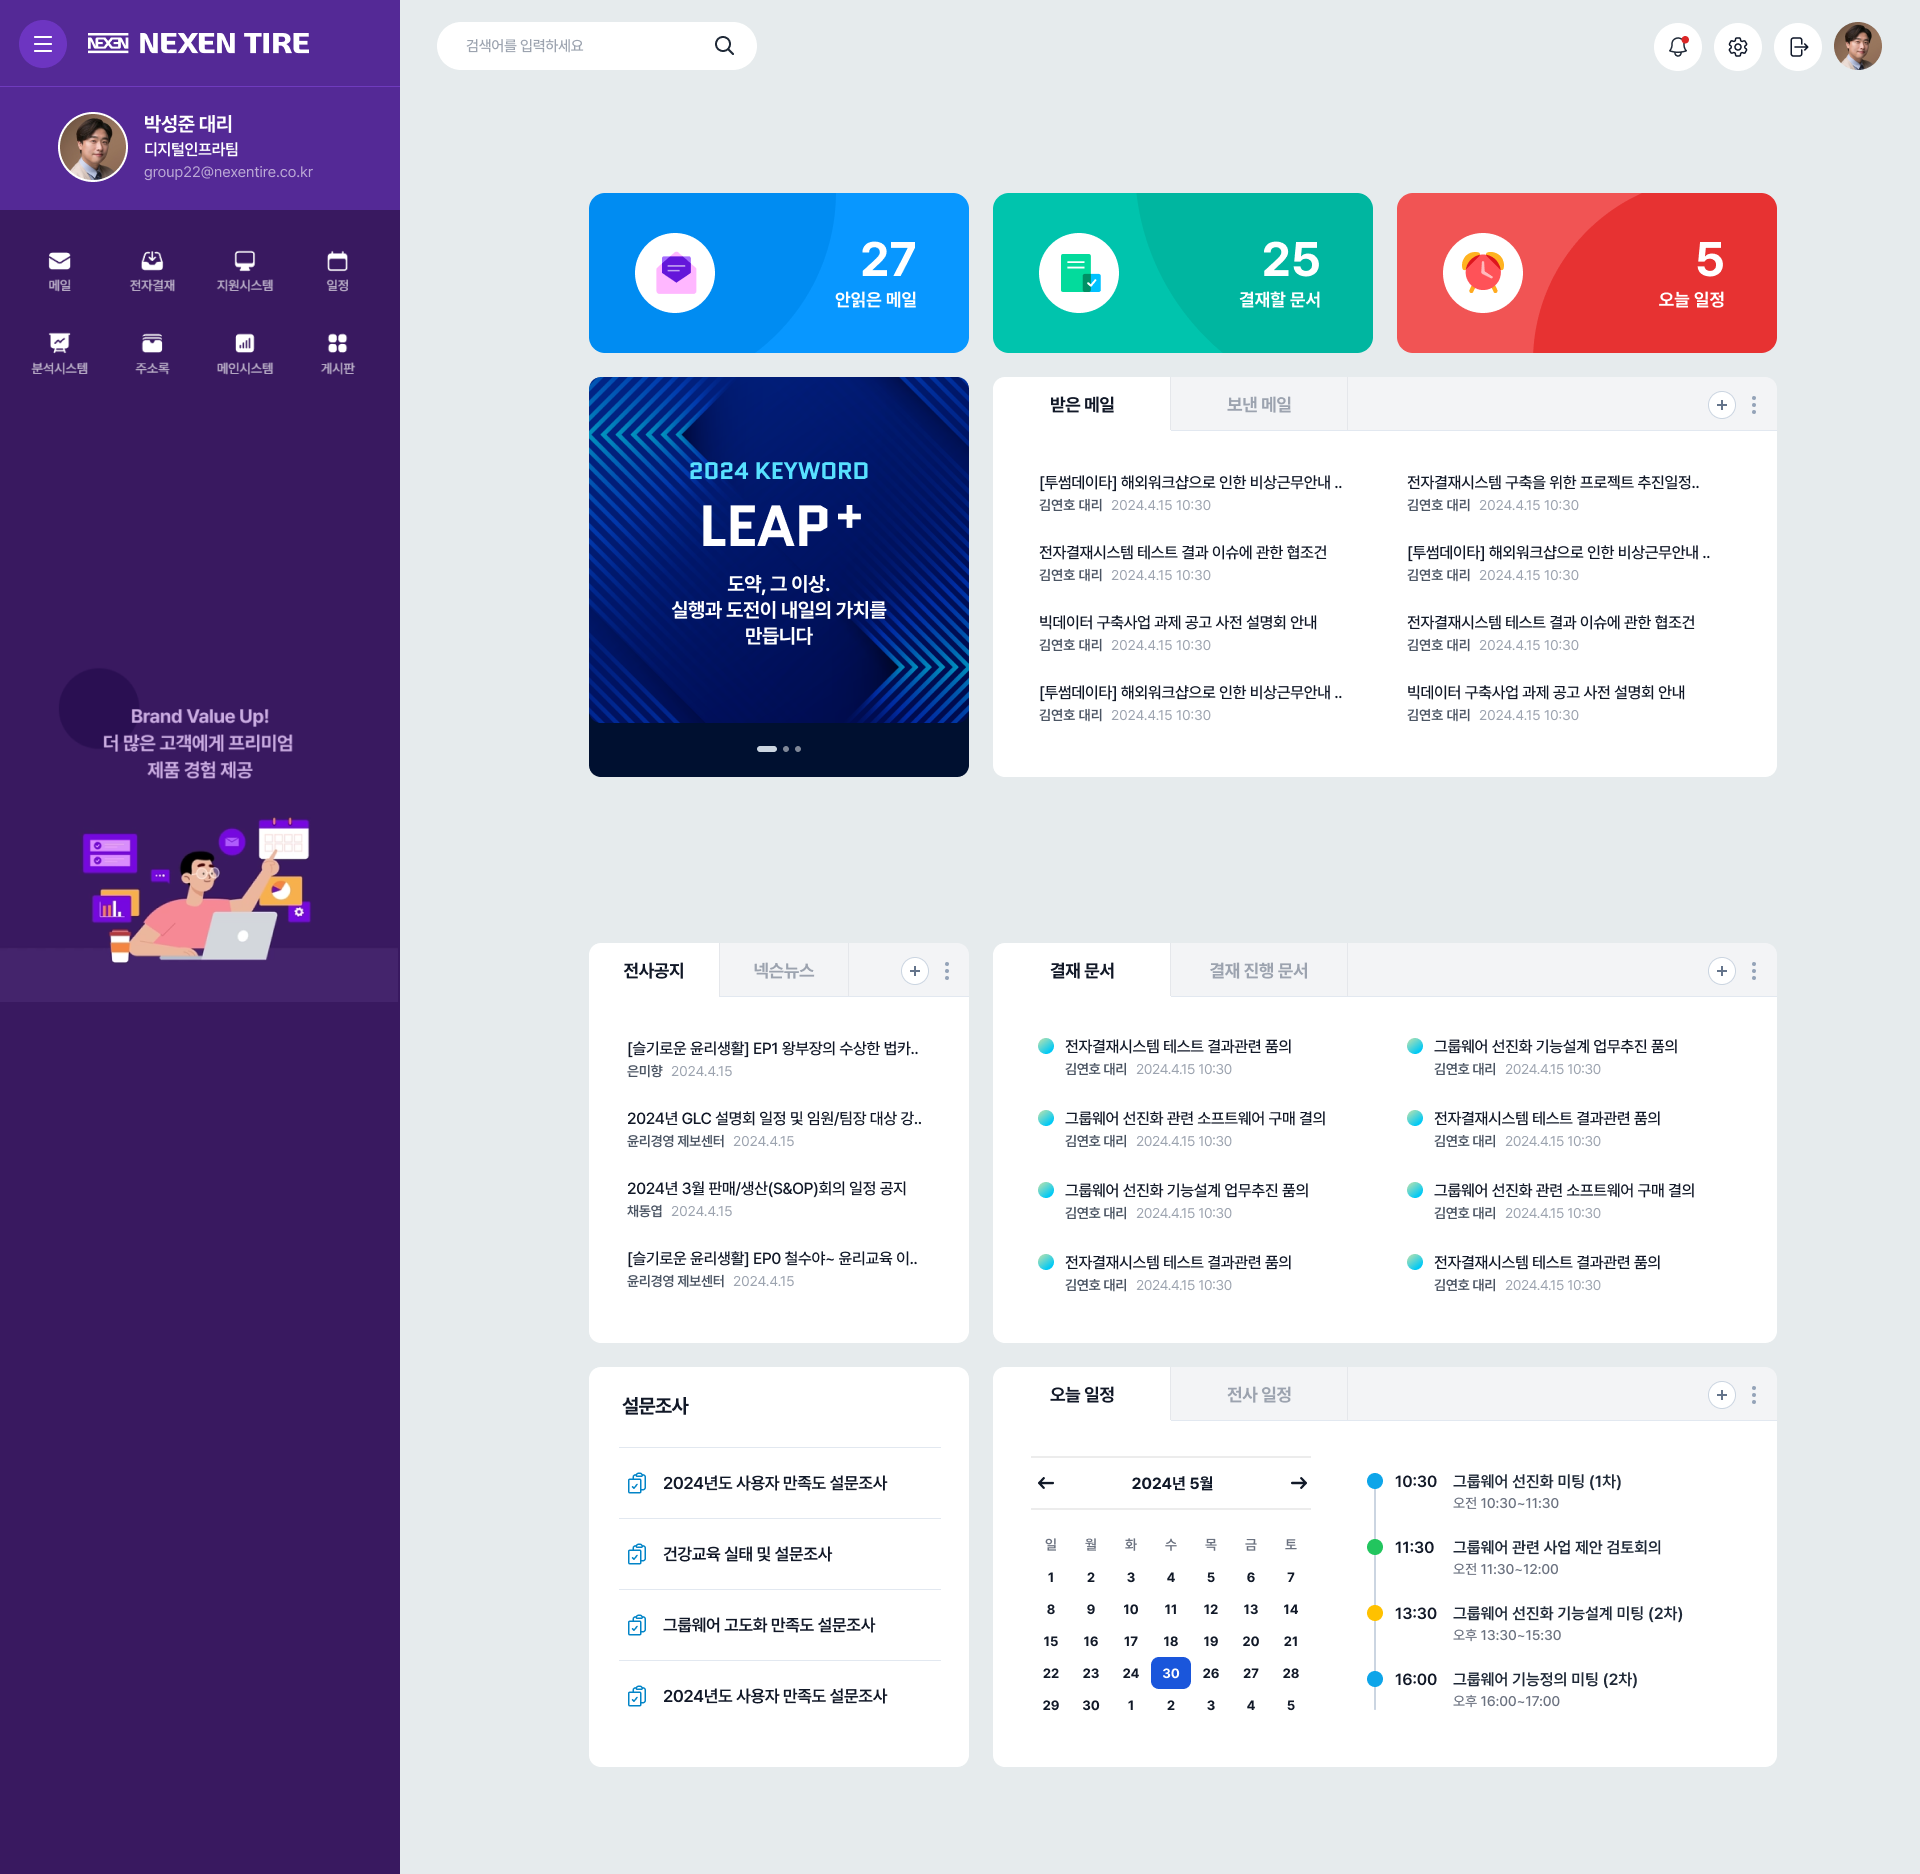 NEXEN NEXEN TIRE
박성준 대리
디지털인프라팀
group22@nexentire.co.kr
메일
전자결재
지원시스템
일정
분석시스템
주소록
메인시스템
게시판
Brand Value Up!
더 많은 고객에게 프리미엄
제품 경험 제공
검색어를 입력하세요
27
안읽은 메일
25
결재할 문서
5
오늘 일정
2024 KEYWORD
LEAP+
도약, 그 이상.
실행과 도전이 내일의 가치를
만듭니다
받은 메일
보낸 메일
[투썸데이타] 해외워크샵으로 인한 비상근무안내 ..
김연호 대리 2024.4.15 10:30
전자결재시스템 테스트 결과 이슈에 관한 협조건
김연호 대리 2024.4.15 10:30
빅데이터 구축사업 과제 공고 사전 설명회 안내
김연호 대리 2024.4.15 10:30
[투썸데이타] 해외워크샵으로 인한 비상근무안내 ..
김연호 대리 2024.4.15 10:30
전자결재시스템 구축을 위한 프로젝트 추진일정..
김연호 대리 2024.4.15 10:30
[투썸데이타] 해외워크샵으로 인한 비상근무안내 ..
김연호 대리 2024.4.15 10:30
전자결재시스템 테스트 결과 이슈에 관한 협조건
김연호 대리 2024.4.15 10:30
빅데이터 구축사업 과제 공고 사전 설명회 안내
김연호 대리 2024.4.15 10:30
전사공지
넥슨뉴스
[슬기로운 윤리생활] EP1 왕부장의 수상한 법카..
은미향 2024.4.15
2024년 GLC 설명회 일정 및 임원/팀장 대상 강..
윤리경영 제보센터 2024.4.15
2024년 3월 판매/생산(S&OP)회의 일정 공지
채동엽 2024.4.15
[슬기로운 윤리생활] EP0 철수야~ 윤리교육 이..
윤리경영 제보센터 2024.4.15
결재 문서
결재 진행 문서
전자결재시스템 테스트 결과관련 품의
김연호 대리 2024.4.15 10:30
그룹웨어 선진화 관련 소프트웨어 구매 결의
김연호 대리 2024.4.15 10:30
그룹웨어 선진화 기능설계 업무추진 품의
김연호 대리 2024.4.15 10:30
전자결재시스템 테스트 결과관련 품의
김연호 대리 2024.4.15 10:30
그룹웨어 선진화 기능설계 업무추진 품의
김연호 대리 2024.4.15 10:30
전자결재시스템 테스트 결과관련 품의
김연호 대리 2024.4.15 10:30
그룹웨어 선진화 관련 소프트웨어 구매 결의
김연호 대리 2024.4.15 10:30
전자결재시스템 테스트 결과관련 품의
김연호 대리 2024.4.15 10:30
설문조사
2024년도 사용자 만족도 설문조사
건강교육 실태 및 설문조사
그룹웨어 고도화 만족도 설문조사
2024년도 사용자 만족도 설문조사
오늘 일정
전사 일정
2024년 5월
일 월 화 수 목 금 토
1 2 3 4 5 6 7
8 9 10 11 12 13 14
15 16 17 18 19 20 21
22 23 24 30 26 27 28
29 30 1 2 3 4 5
10:30 그룹웨어 선진화 미팅 (1차)
오전 10:30~11:30
11:30 그룹웨어 관련 사업 제안 검토회의
오전 11:30~12:00
13:30 그룹웨어 선진화 기능설계 미팅 (2차)
오후 13:30~15:30
16:00 그룹웨어 기능정의 미팅 (2차)
오후 16:00~17:00